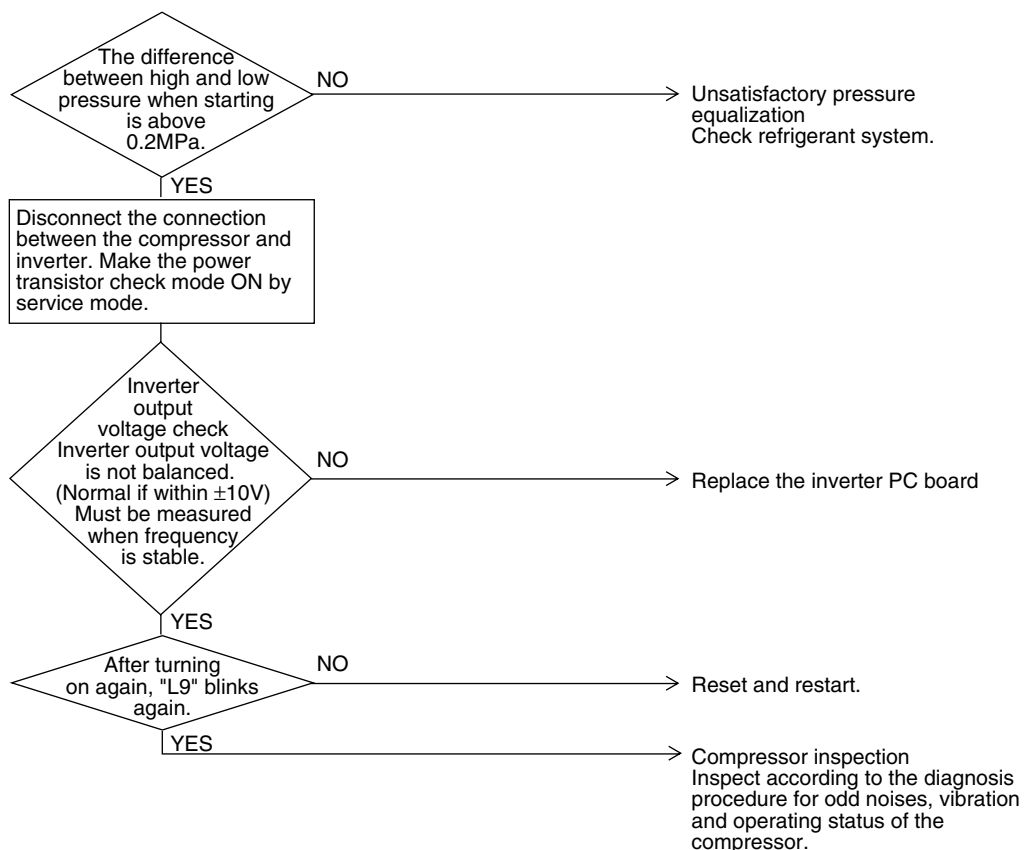 The difference
between high and low
pressure when starting
is above
0.2MPa.
NO
Unsatisfactory pressure
equalization
Check refrigerant system.
YES
Disconnect the connection
between the compressor and
inverter. Make the power
transistor check mode ON by
service mode.
Inverter
output
voltage check
Inverter output voltage
is not balanced.
(Normal if within ±10V)
Must be measured
when frequency
is stable.
NO
Replace the inverter PC board
YES
After turning
on again, "L9" blinks
again.
NO
Reset and restart.
YES
Compressor inspection
Inspect according to the diagnosis
procedure for odd noises, vibration
and operating status of the
compressor.